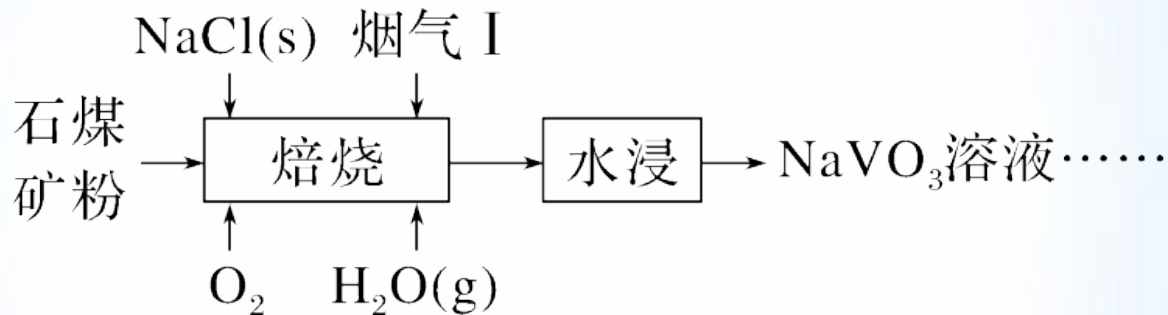 NaCl(s) 烟气Ⅰ
石煤
矿粉
焙烧
水浸
NaVO₃溶液……
O₂ H₂O(g)